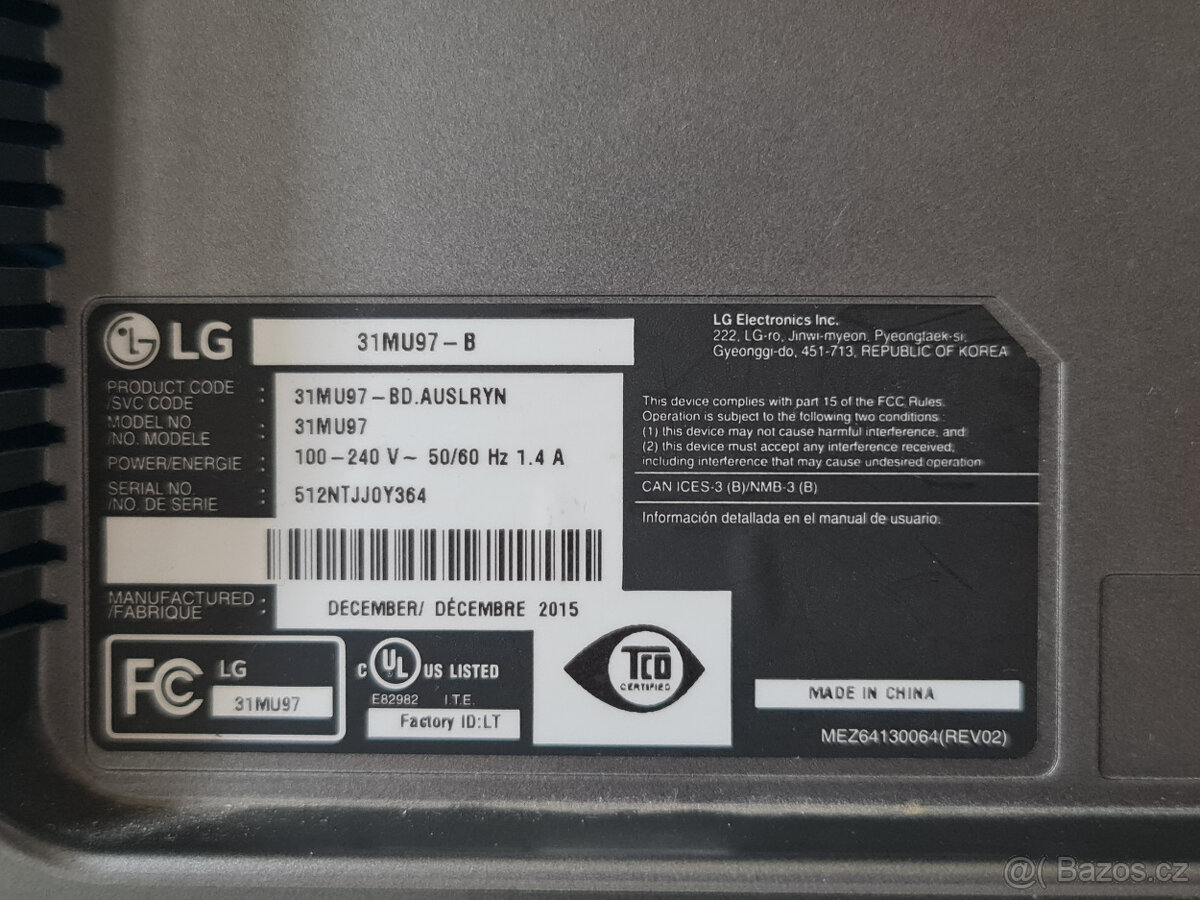 LG
31MU97-B
LG Electronics Inc.
222, LG-ro, Jinwi-myeon, Pyeongtaek-si,
Gyeonggi-do, 451-713, REPUBLIC OF KOREA
PRODUCT CODE
/SVC CODE : 31MU97-BD.AUSLRYN
MODEL NO
/NO. MODELE : 31MU97
POWER/ENERGIE : 100-240 V~ 50/60 Hz 1.4 A
SERIAL NO.
/NO. DE SERIE : 512NTJJ0Y364
MANUFACTURED
/FABRIQUE : DECEMBER/ DÉCEMBRE 2015
This device complies with part 15 of the FCC Rules.
Operation is subject to the following two conditions :
(1) this device may not cause harmful interference, and
(2) this device must accept any interference received,
including interference that may cause undesired operation
CAN ICES-3 (B)/NMB-3 (B)
Información detallada en el manual de usuario.
FC LG
31MU97
C UL US LISTED
E82982 I.T.E.
Factory ID:LT
TCO
CERTIFIED
MADE IN CHINA
MEZ64130064(REV02)
@( Bazos.cz